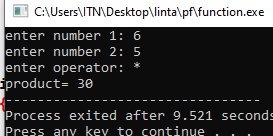 C:\Users\ITN\Desktop\linta\pf\function.exe
enter number 1: 6
enter number 2: 5
enter operator: *
product= 30
--------------------------------
Process exited after 9.521 seconds
Press any key to continue . . .